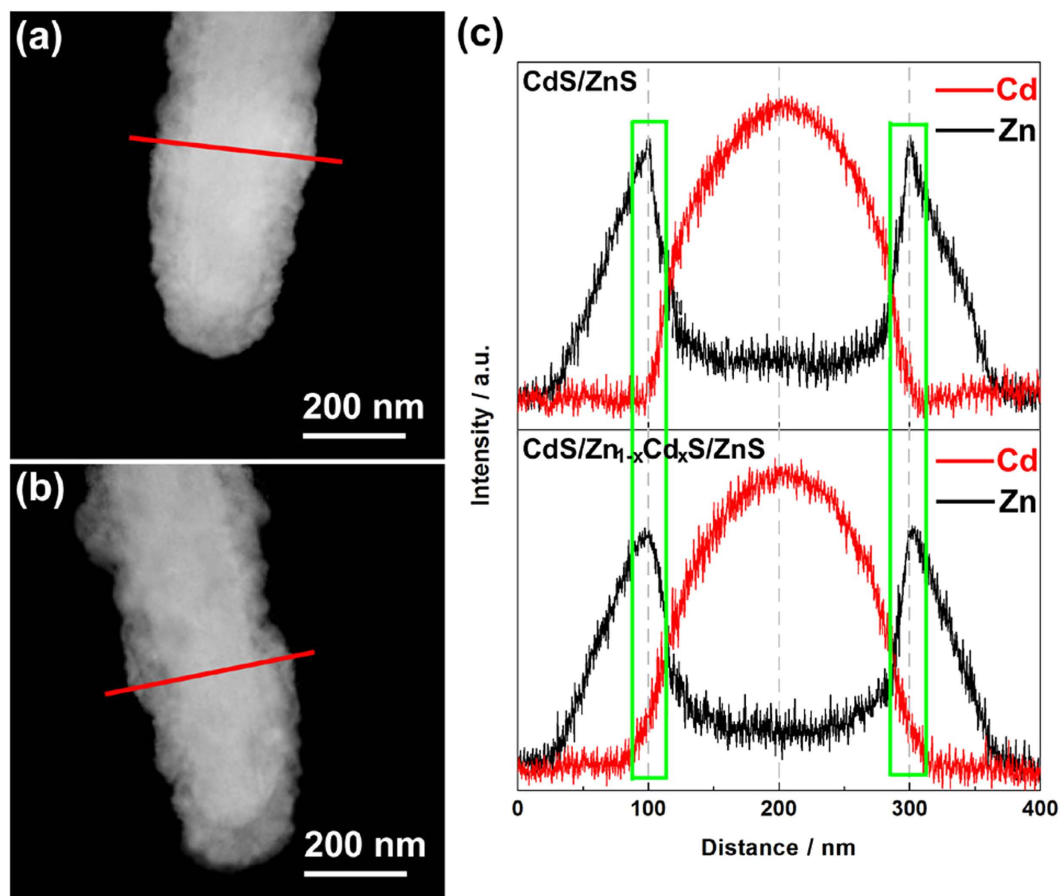 (a)
200 nm
(b)
200 nm
(c)
CdS/ZnS
Cd
Zn
CdS/Zn₁₋ₓCdₓS/ZnS
Cd
Zn
Intensity / a.u.
0 100 200 300 400
Distance / nm